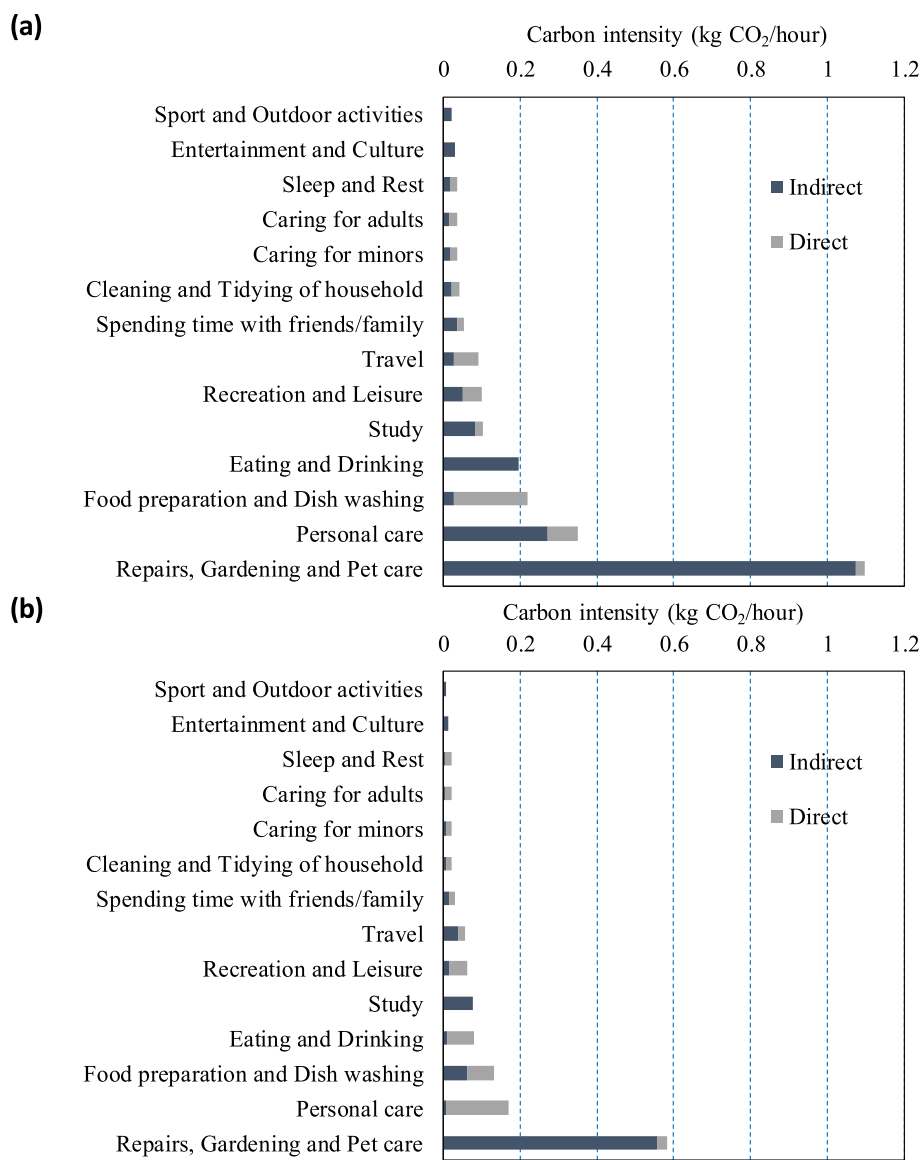 (a)
Carbon intensity (kg CO₂/hour)
0 0.2 0.4 0.6 0.8 1 1.2
Sport and Outdoor activities
Entertainment and Culture
Sleep and Rest
Indirect
Caring for adults
Direct
Caring for minors
Cleaning and Tidying of household
Spending time with friends/family
Travel
Recreation and Leisure
Study
Eating and Drinking
Food preparation and Dish washing
Personal care
Repairs, Gardening and Pet care
(b)
Carbon intensity (kg CO₂/hour)
0 0.2 0.4 0.6 0.8 1 1.2
Sport and Outdoor activities
Entertainment and Culture
Sleep and Rest
Indirect
Caring for adults
Direct
Caring for minors
Cleaning and Tidying of household
Spending time with friends/family
Travel
Recreation and Leisure
Study
Eating and Drinking
Food preparation and Dish washing
Personal care
Repairs, Gardening and Pet care